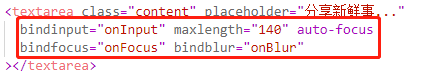 <textarea class="content" placeholder="分享新鲜事..."
bindinput="onInput" maxlength="140" auto-focus
bindfocus="onFocus" bindblur="onBlur"
></textarea>